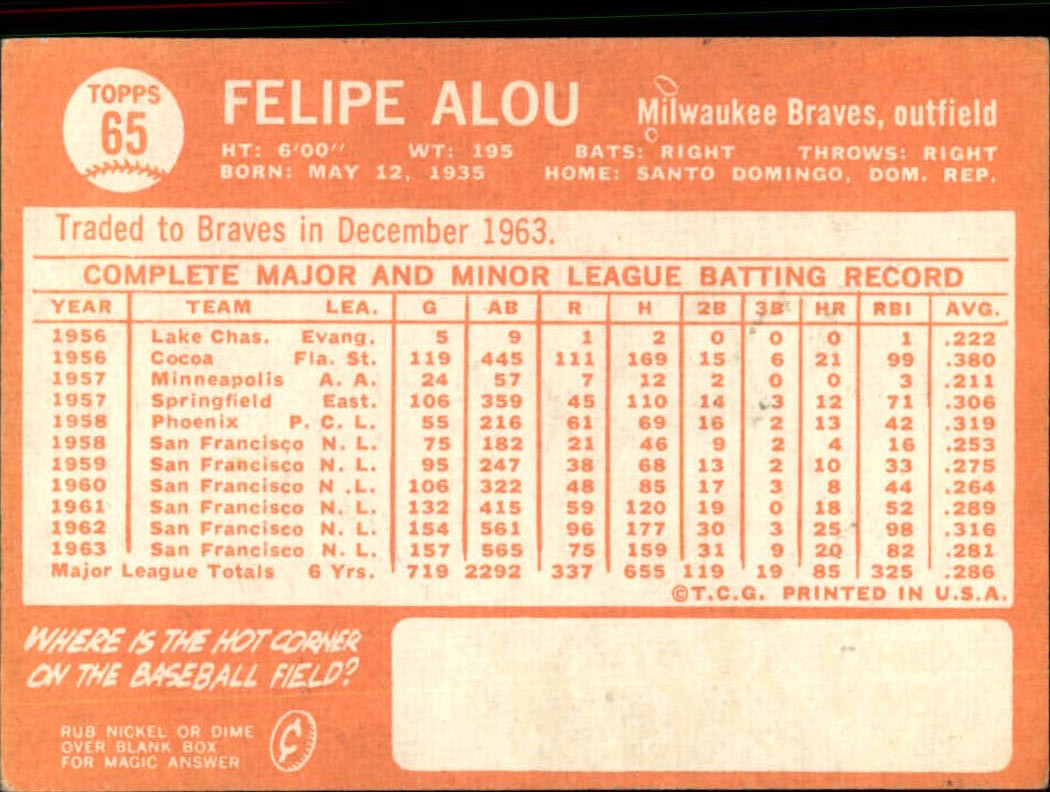 TOPPS
65
FELIPE ALOU Milwaukee Braves, outfield
HT: 6'00" WT: 195 BATS: RIGHT THROWS: RIGHT
BORN: MAY 12, 1935 HOME: SANTO DOMINGO, DOM. REP.
Traded to Braves in December 1963.
COMPLETE MAJOR AND MINOR LEAGUE BATTING RECORD
YEAR TEAM LEA. G AB R H 2B 3B HR RBI AVG.
1956 Lake Chas. Evang. 5 9 1 2 0 0 0 1 .222
1956 Cocoa Fla. St. 119 445 111 169 15 6 21 99 .380
1957 Minneapolis A. A. 24 57 7 12 2 0 0 3 .211
1957 Springfield East. 106 359 45 110 14 3 12 71 .306
1958 Phoenix P. C. L. 55 216 61 69 16 2 13 42 .319
1958 San Francisco N. L. 75 182 21 46 9 2 4 16 .253
1959 San Francisco N. L. 95 247 38 68 13 2 10 33 .275
1960 San Francisco N .L. 106 322 48 85 17 3 8 44 .264
1961 San Francisco N. L. 132 415 59 120 19 0 18 52 .289
1962 San Francisco N. L. 154 561 96 177 30 3 25 98 .316
1963 San Francisco N. L. 157 565 75 159 31 9 20 82 .281
Major League Totals 6 Yrs. 719 2292 337 655 119 19 85 325 .286
©T.C.G. PRINTED IN U.S.A.
WHERE IS THE HOT CORNER
ON THE BASEBALL FIELD?
RUB NICKEL OR DIME
OVER BLANK BOX
FOR MAGIC ANSWER
¢